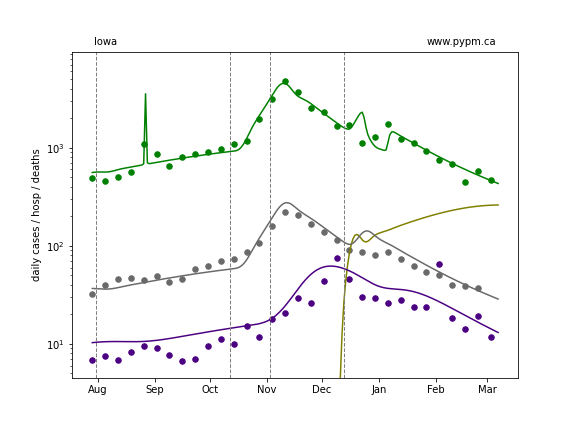 Iowa www.pypm.ca
daily cases / hosp / deaths
10³
10²
10¹
Aug Sep Oct Nov Dec Jan Feb Mar